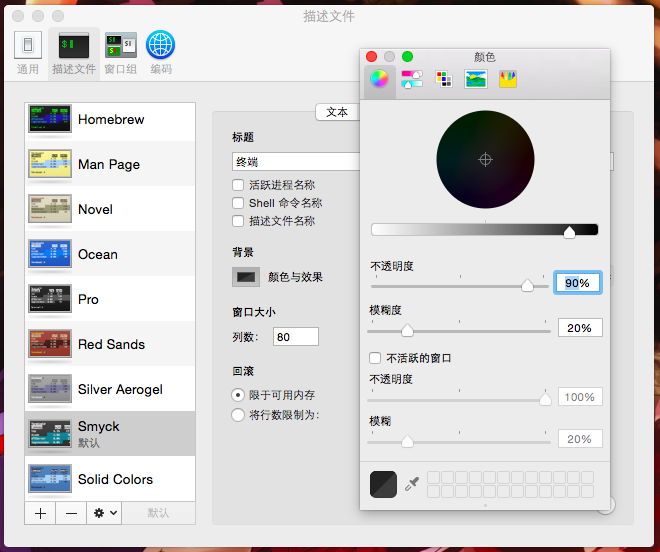 描述文件
通用
描述文件
窗口组
编码
Homebrew
Man Page
Novel
Ocean
Pro
Red Sands
Silver Aerogel
Smyck
默认
Solid Colors
默认
文本
标题
终端
活跃进程名称
Shell 命令名称
描述文件名称
背景
颜色与效果
窗口大小
列数: 80
回滚
限于可用内存
将行数限制为:
颜色
不透明度
90%
模糊度
20%
不活跃的窗口
不透明度
100%
模糊
20%